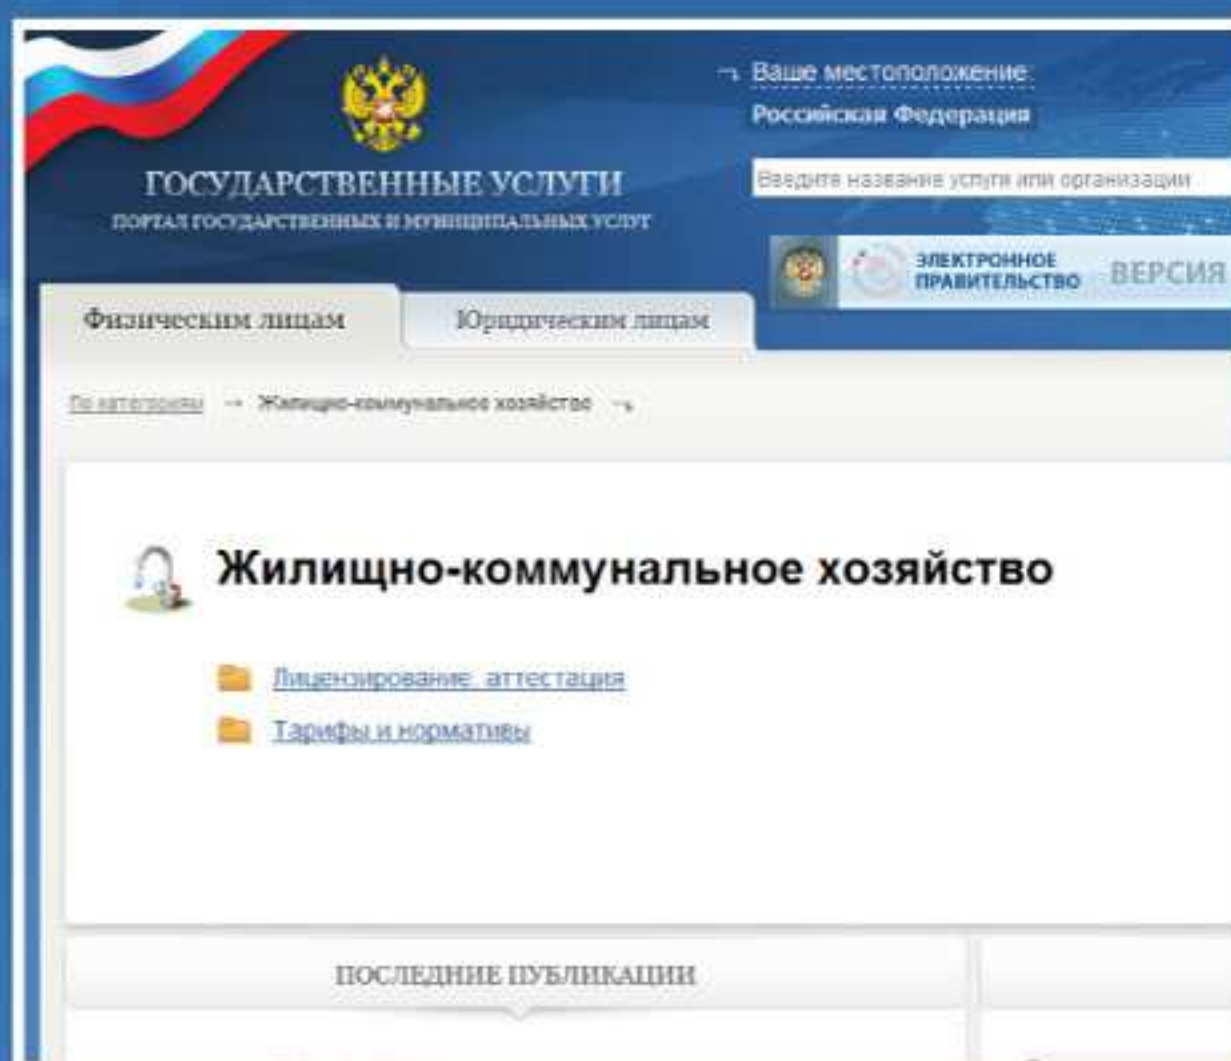 Ваше местоположение:
Российская Федерация
ГОСУДАРСТВЕННЫЕ УСЛУГИ
ПОРТАЛ ГОСУДАРСТВЕННЫХ И МУНИЦИПАЛЬНЫХ УСЛУГ
Введите название услуги или организации
ЭЛЕКТРОННОЕ
ПРАВИТЕЛЬСТВО
ВЕРСИЯ
Физическим лицам
Юридическим лицам
По категориям → Жилищно-коммунальное хозяйство
Жилищно-коммунальное хозяйство
Лицензирование, аттестация
Тарифы и нормативы
ПОСЛЕДНИЕ ПУБЛИКАЦИИ